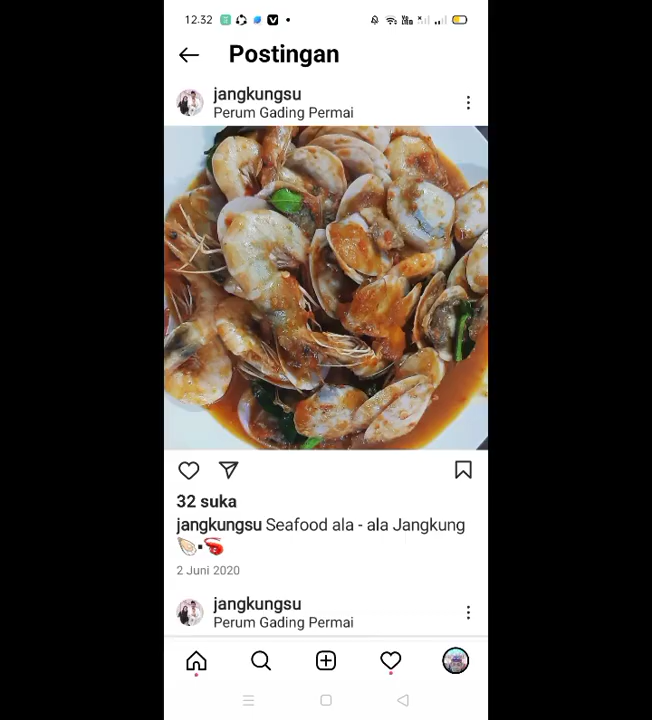 12.32
Postingan
jangkungsu
Perum Gading Permai
32 suka
jangkungsu Seafood ala - ala Jangkung
🦪▪️🦐
2 Juni 2020
jangkungsu
Perum Gading Permai